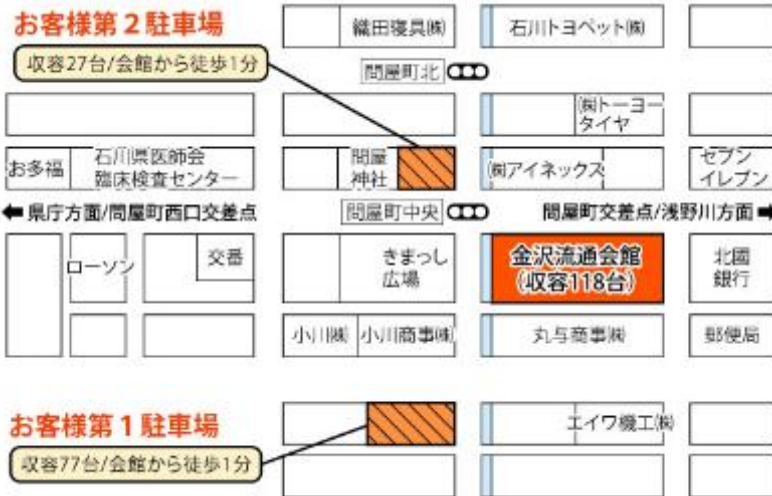 お客様第2駐車場
収容27台/会館から徒歩1分
織田寝具㈱
石川トヨペット㈱
問屋町北
㈱トーヨー
タイヤ
お多福
石川県医師会
臨床検査センター
問屋
神社
㈱アイネックス
セブン
イレブン
県庁方面/問屋町西口交差点
問屋町中央
問屋町交差点/浅野川方面
ローソン
交番
きまっし
広場
金沢流通会館
(収容118台)
北國
銀行
小川㈱
小川商事㈱
丸与商事㈱
郵便局
お客様第1駐車場
収容77台/会館から徒歩1分
エイワ機工㈱